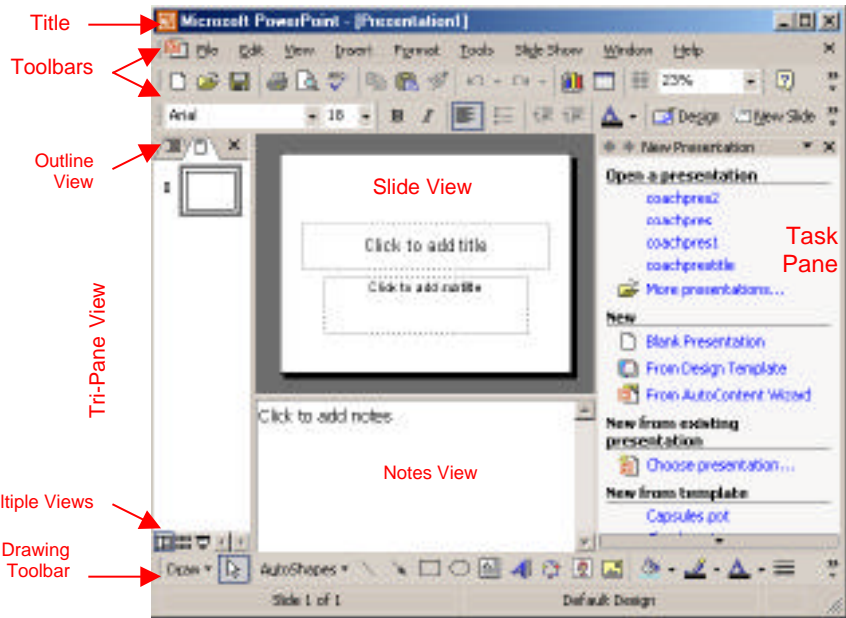 Title
Microsoft PowerPoint - [Presentation1]
Toolbars
File Edit View Insert Format Tools Slide Show Window Help
23%
Arial
18
B I
Design
New Slide
Outline
View
New Presentation
1
Slide View
Click to add title
Click to add subtitle
Open a presentation
coachpres2
coachpres
coachpres1
coachprestitle
More presentations...
Task
Pane
New
Blank Presentation
From Design Template
From AutoContent Wizard
New from existing
presentation
Choose presentation...
New from template
Capsules.pot
Tri-Pane View
Click to add notes
Notes View
ltiple Views
Drawing
Toolbar
Draw
AutoShapes
Slide 1 of 1
Default Design